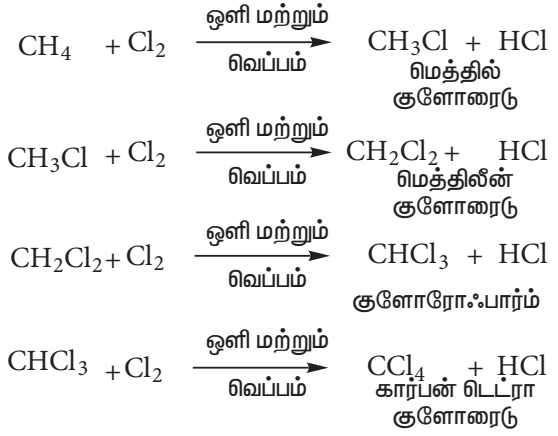 ஒளி மற்றும்
CH₄ + Cl₂ ⟶ CH₃Cl + HCl
வெப்பம் மெத்தில்
குளோரைடு
ஒளி மற்றும்
CH₃Cl + Cl₂ ⟶ CH₂Cl₂ + HCl
வெப்பம் மெத்திலீன்
குளோரைடு
ஒளி மற்றும்
CH₂Cl₂ + Cl₂ ⟶ CHCl₃ + HCl
வெப்பம்
குளோரோஃபார்ம்
ஒளி மற்றும்
CHCl₃ + Cl₂ ⟶ CCl₄ + HCl
வெப்பம் கார்பன் டெட்ரா
குளோரைடு